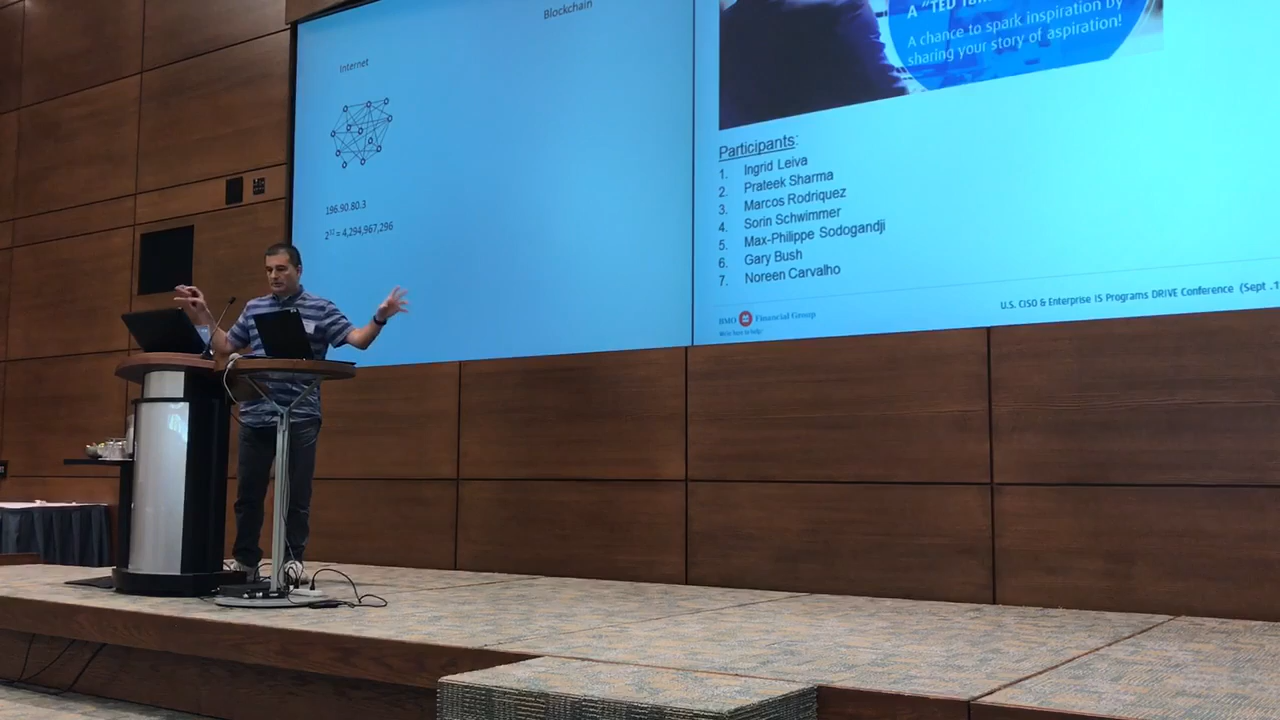 Blockchain
Internet
196.90.80.3
2³² = 4,294,967,296
A "TED
A chance to spark inspiration by
sharing your story of aspiration!
Participants:
1. Ingrid Leiva
2. Prateek Sharma
3. Marcos Rodriquez
4. Sorin Schwimmer
5. Max-Philippe Sodogandji
6. Gary Bush
7. Noreen Carvalho
BMO Financial Group
We're here to help.
U.S. CISO & Enterprise IS Programs DRIVE Conference (Sept .1